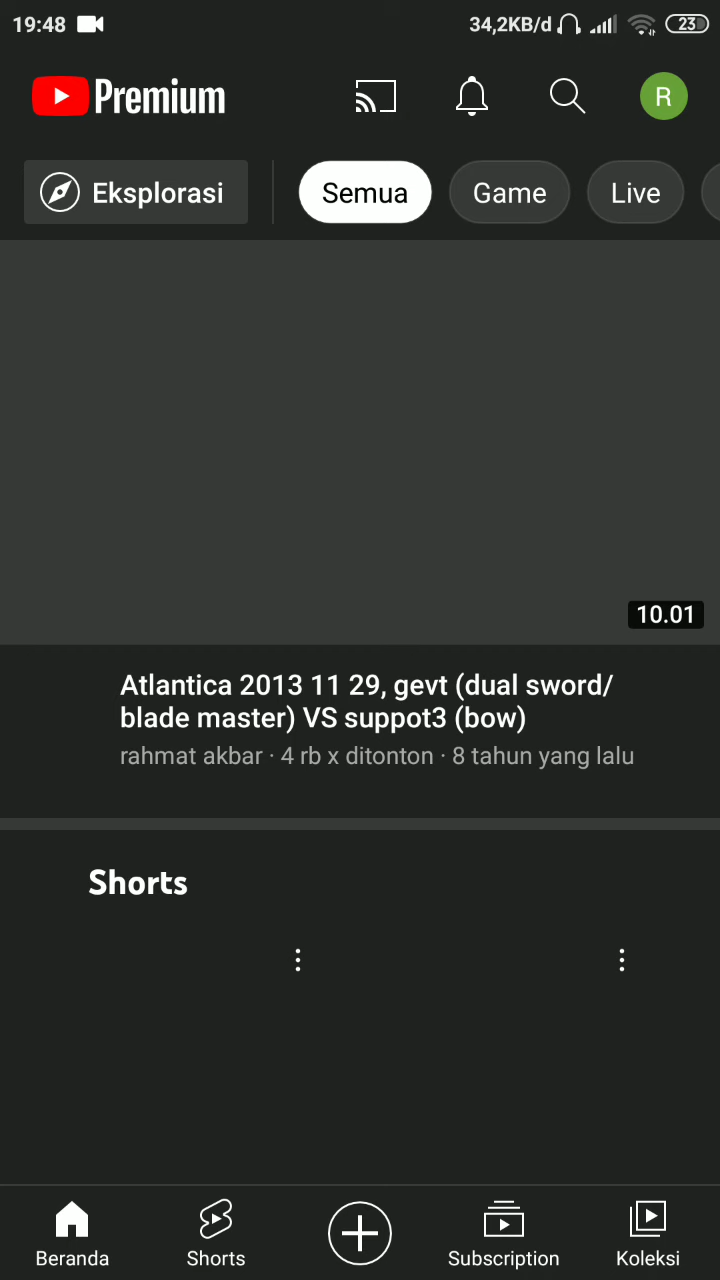 19:48 34,2KB/d 23
Premium R
Eksplorasi Semua Game Live
10.01
Atlantica 2013 11 29, gevt (dual sword/
blade master) VS suppot3 (bow)
rahmat akbar · 4 rb x ditonton · 8 tahun yang lalu
Shorts
Beranda Shorts Subscription Koleksi